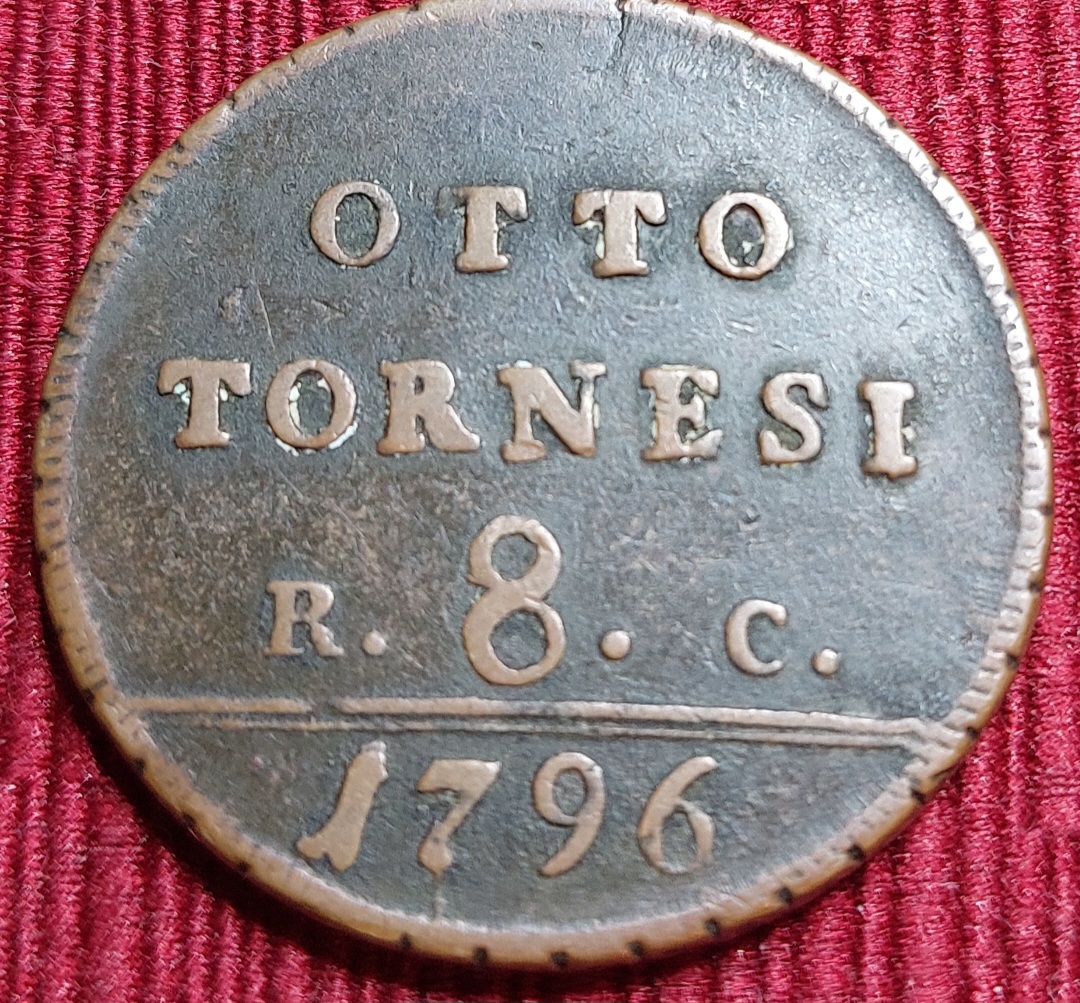 OTTO
TORNESI
R. 8. C.
1796